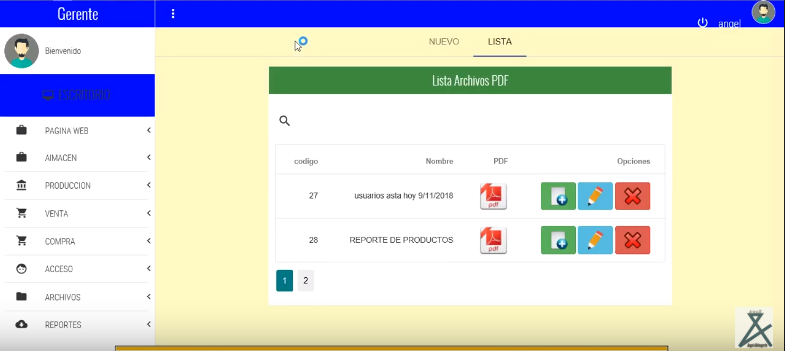 Gerente
angel
Bienvenido
ESCRITORIO
NUEVO LISTA
Lista Archivos PDF
PAGINA WEB
AlMACEN
PRODUCCION
VENTA
COMPRA
ACCESO
ARCHIVOS
REPORTES
codigo Nombre PDF Opciones
27 usuarios asta hoy 9/11/2018 pdf
28 REPORTE DE PRODUCTOS pdf
1 2